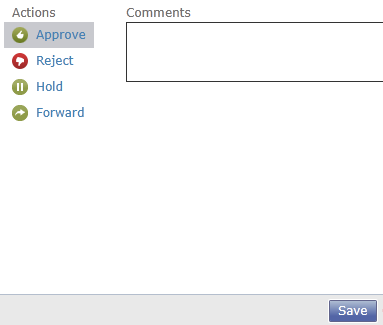 Actions
Approve
Reject
Hold
Forward
Comments
Save